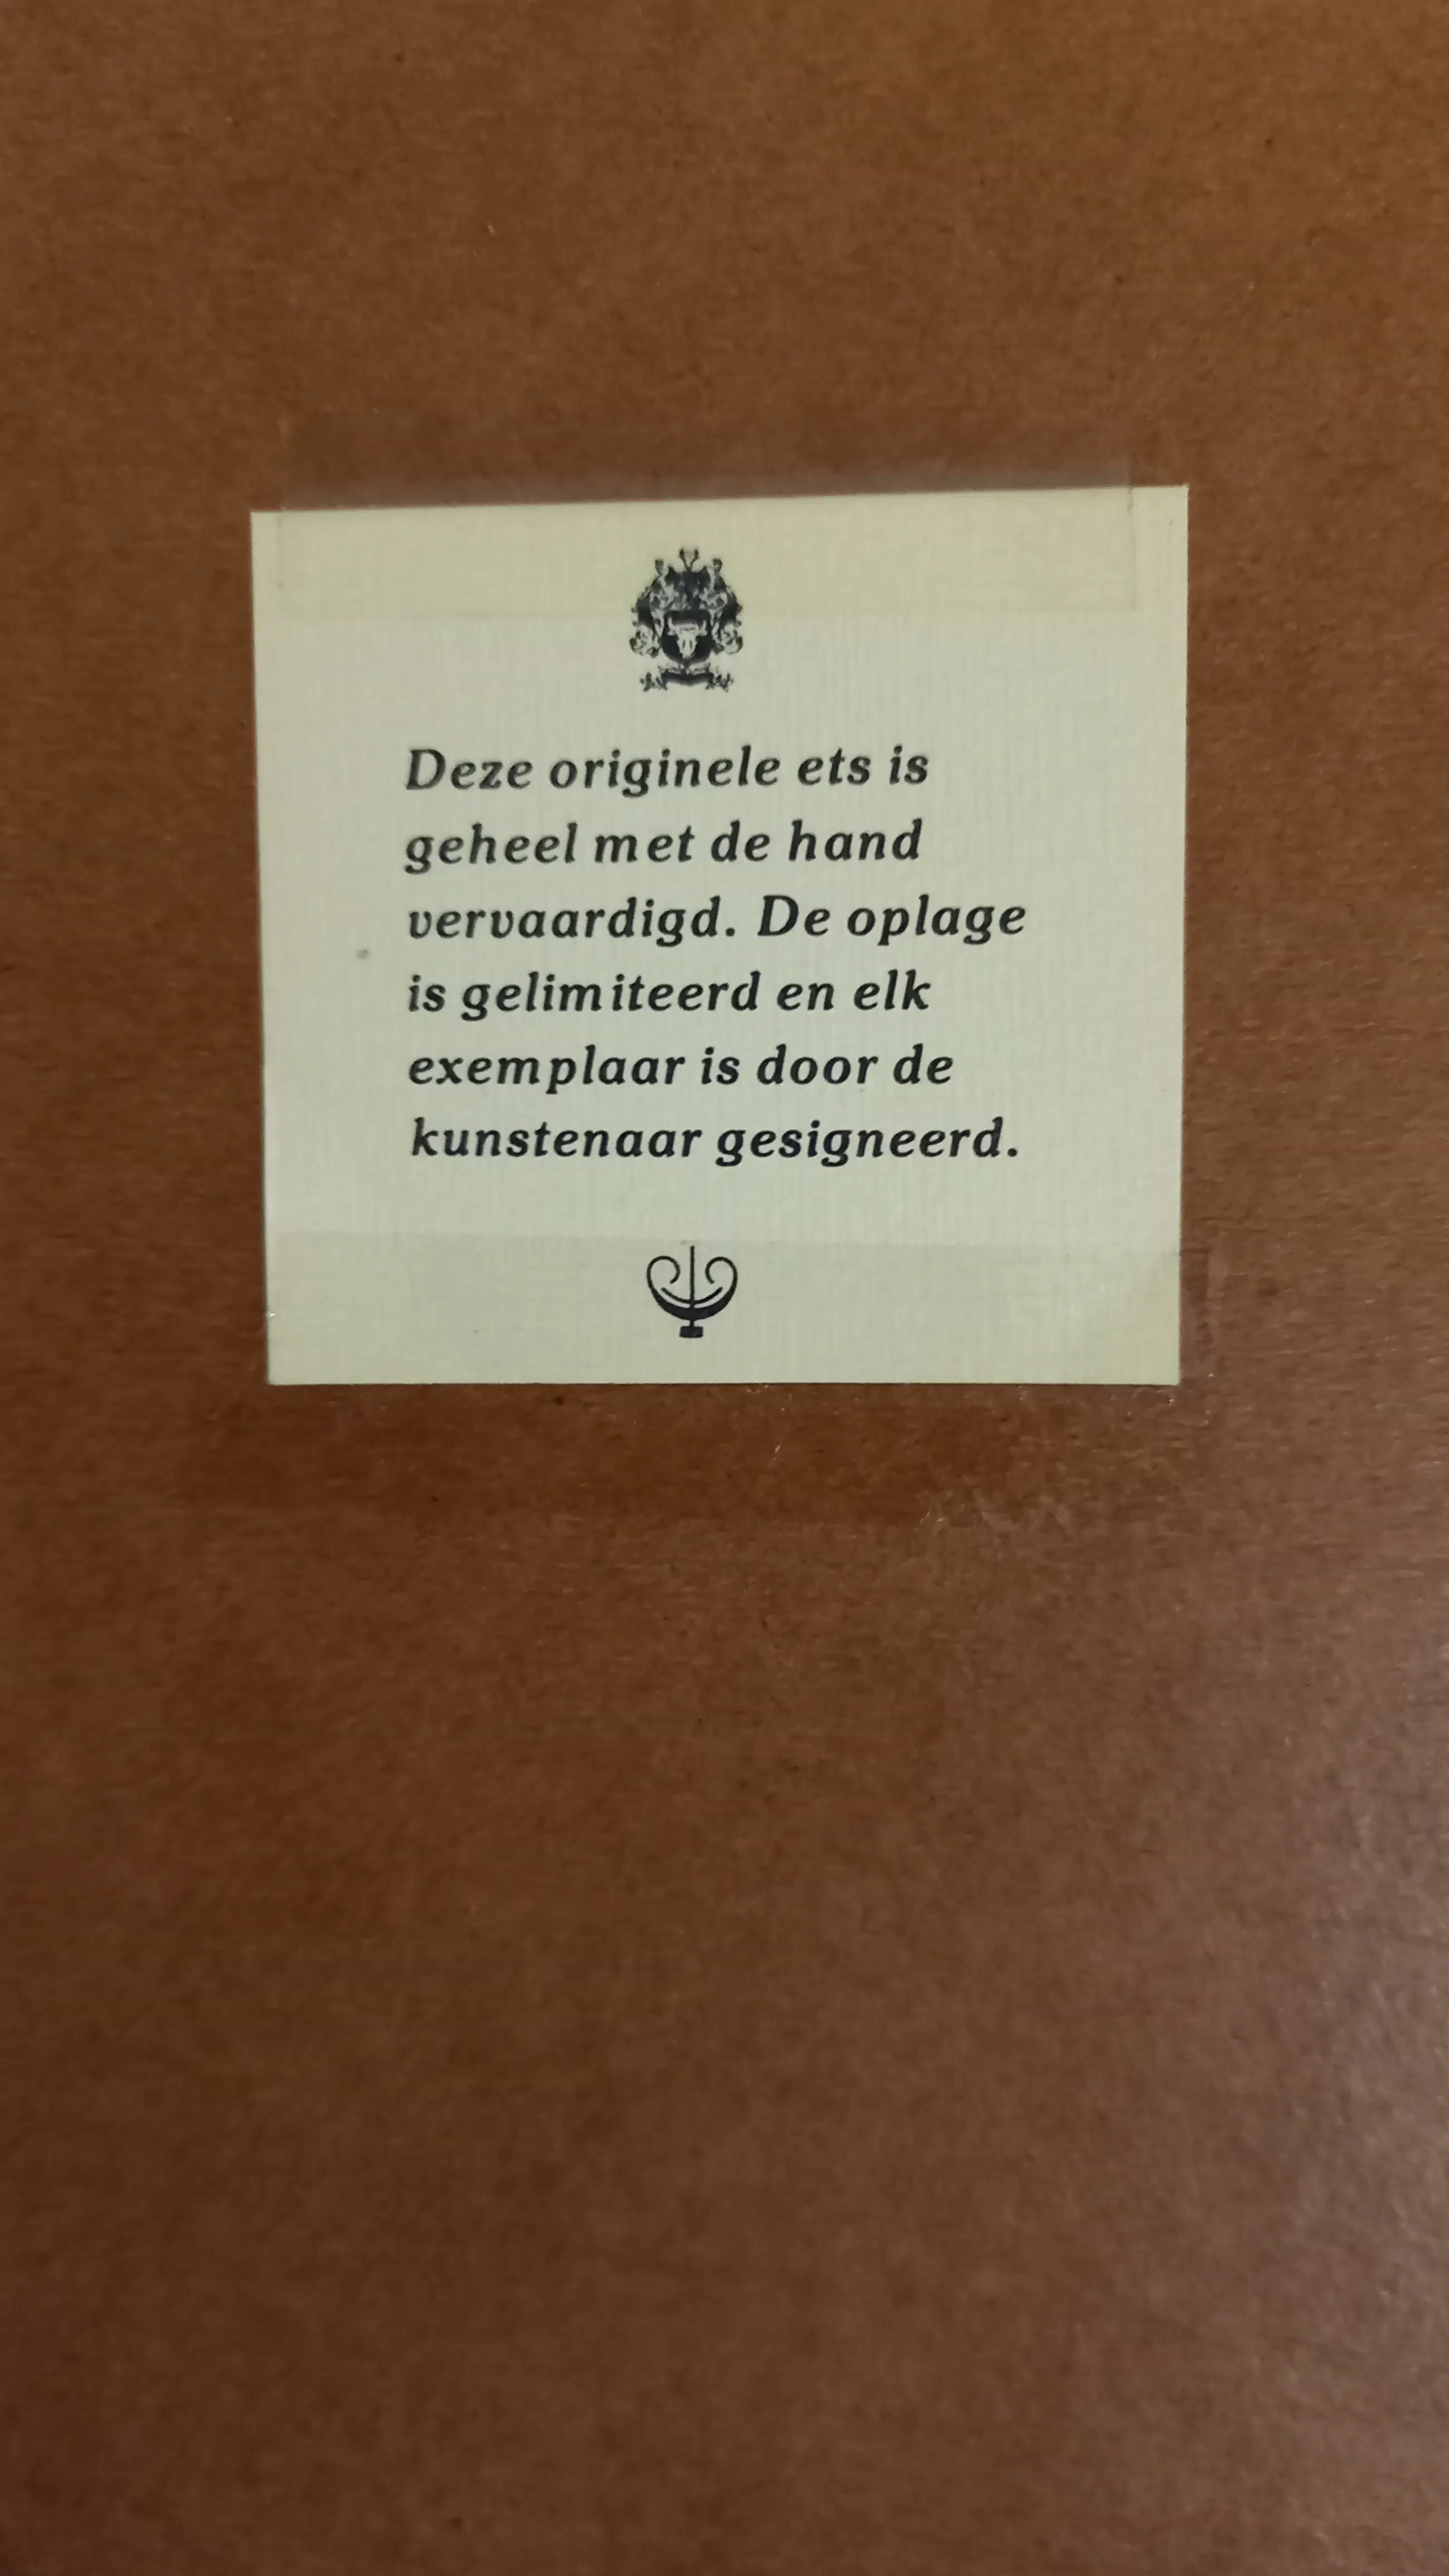 Deze originele ets is
geheel met de hand
vervaardigd. De oplage
is gelimiteerd en elk
exemplaar is door de
kunstenaar gesigneerd.